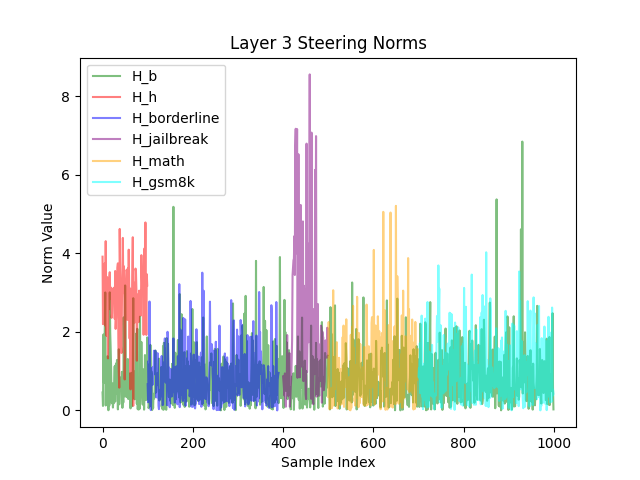 Layer 3 Steering Norms
H_b
H_h
H_borderline
H_jailbreak
H_math
H_gsm8k
Norm Value
8
6
4
2
0
0
200
400
600
800
1000
Sample Index